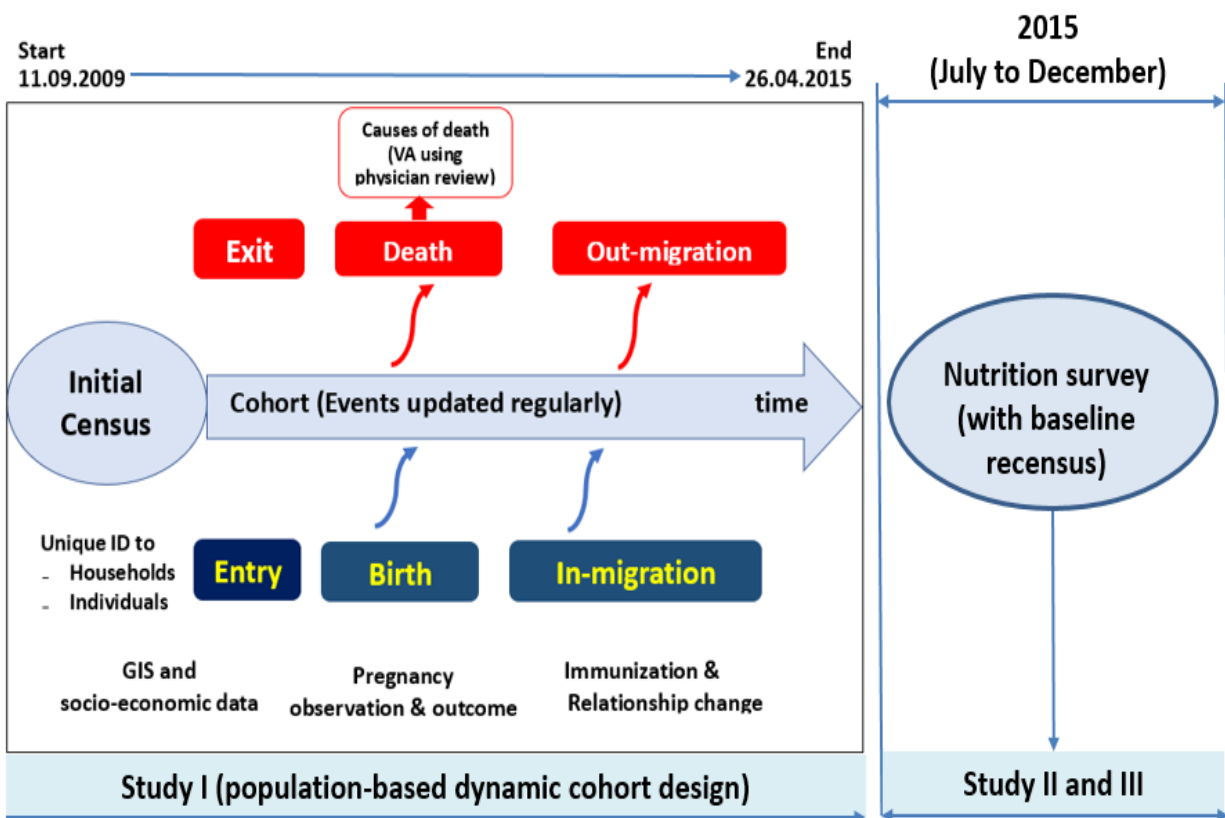 Start
11.09.2009
End
26.04.2015
2015
(July to December)
Causes of death
(VA using
physician review)
Exit
Death
Out-migration
Initial
Census
Cohort (Events updated regularly)
time
Nutrition survey
(with baseline
recensus)
Unique ID to
- Households
- Individuals
Entry
Birth
In-migration
GIS and
socio-economic data
Pregnancy
observation & outcome
Immunization &
Relationship change
Study I (population-based dynamic cohort design)
Study II and III